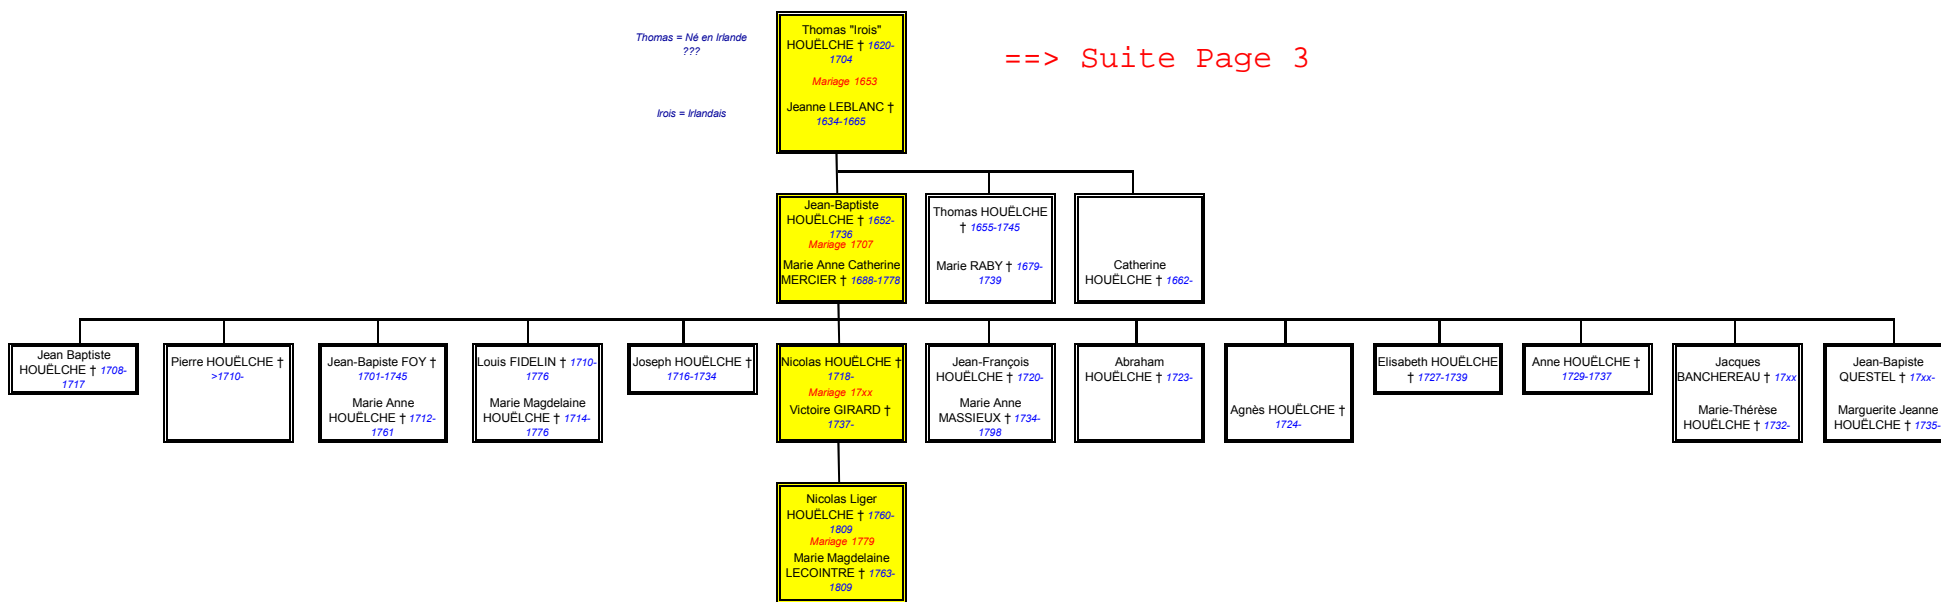 Thomas = Né en Irlande
???
Irois = Irlandais
Thomas "Irois"
HOUËLCHE † 1620-
1704
Mariage 1653
Jeanne LEBLANC †
1634-1665
==> Suite Page 3
Jean-Baptiste
HOUËLCHE † 1652-
1736
Mariage 1707
Marie Anne Catherine
MERCIER † 1688-1778
Thomas HOUËLCHE
† 1655-1745
Marie RABY † 1679-
1739
Catherine
HOUËLCHE † 1662-
Jean Baptiste
HOUËLCHE † 1708-
1717
Pierre HOUËLCHE †
>1710-
Jean-Bapiste FOY †
1701-1745
Marie Anne
HOUËLCHE † 1712-
1761
Louis FIDELIN † 1710-
1776
Marie Magdelaine
HOUËLCHE † 1714-
1776
Joseph HOUËLCHE †
1716-1734
Nicolas HOUËLCHE †
1718-
Mariage 17xx
Victoire GIRARD †
1737-
Jean-François
HOUËLCHE † 1720-
Marie Anne
MASSIEUX † 1734-
1798
Abraham
HOUËLCHE † 1723-
Agnès HOUËLCHE †
1724-
Elisabeth HOUËLCHE
† 1727-1739
Anne HOUËLCHE †
1729-1737
Jacques
BANCHEREAU † 17xx
Marie-Thérèse
HOUËLCHE † 1732-
Jean-Bapiste
QUESTEL † 17xx-
Marguerite Jeanne
HOUËLCHE † 1735-
Nicolas Liger
HOUËLCHE † 1760-
1809
Mariage 1779
Marie Magdelaine
LECOINTRE † 1763-
1809